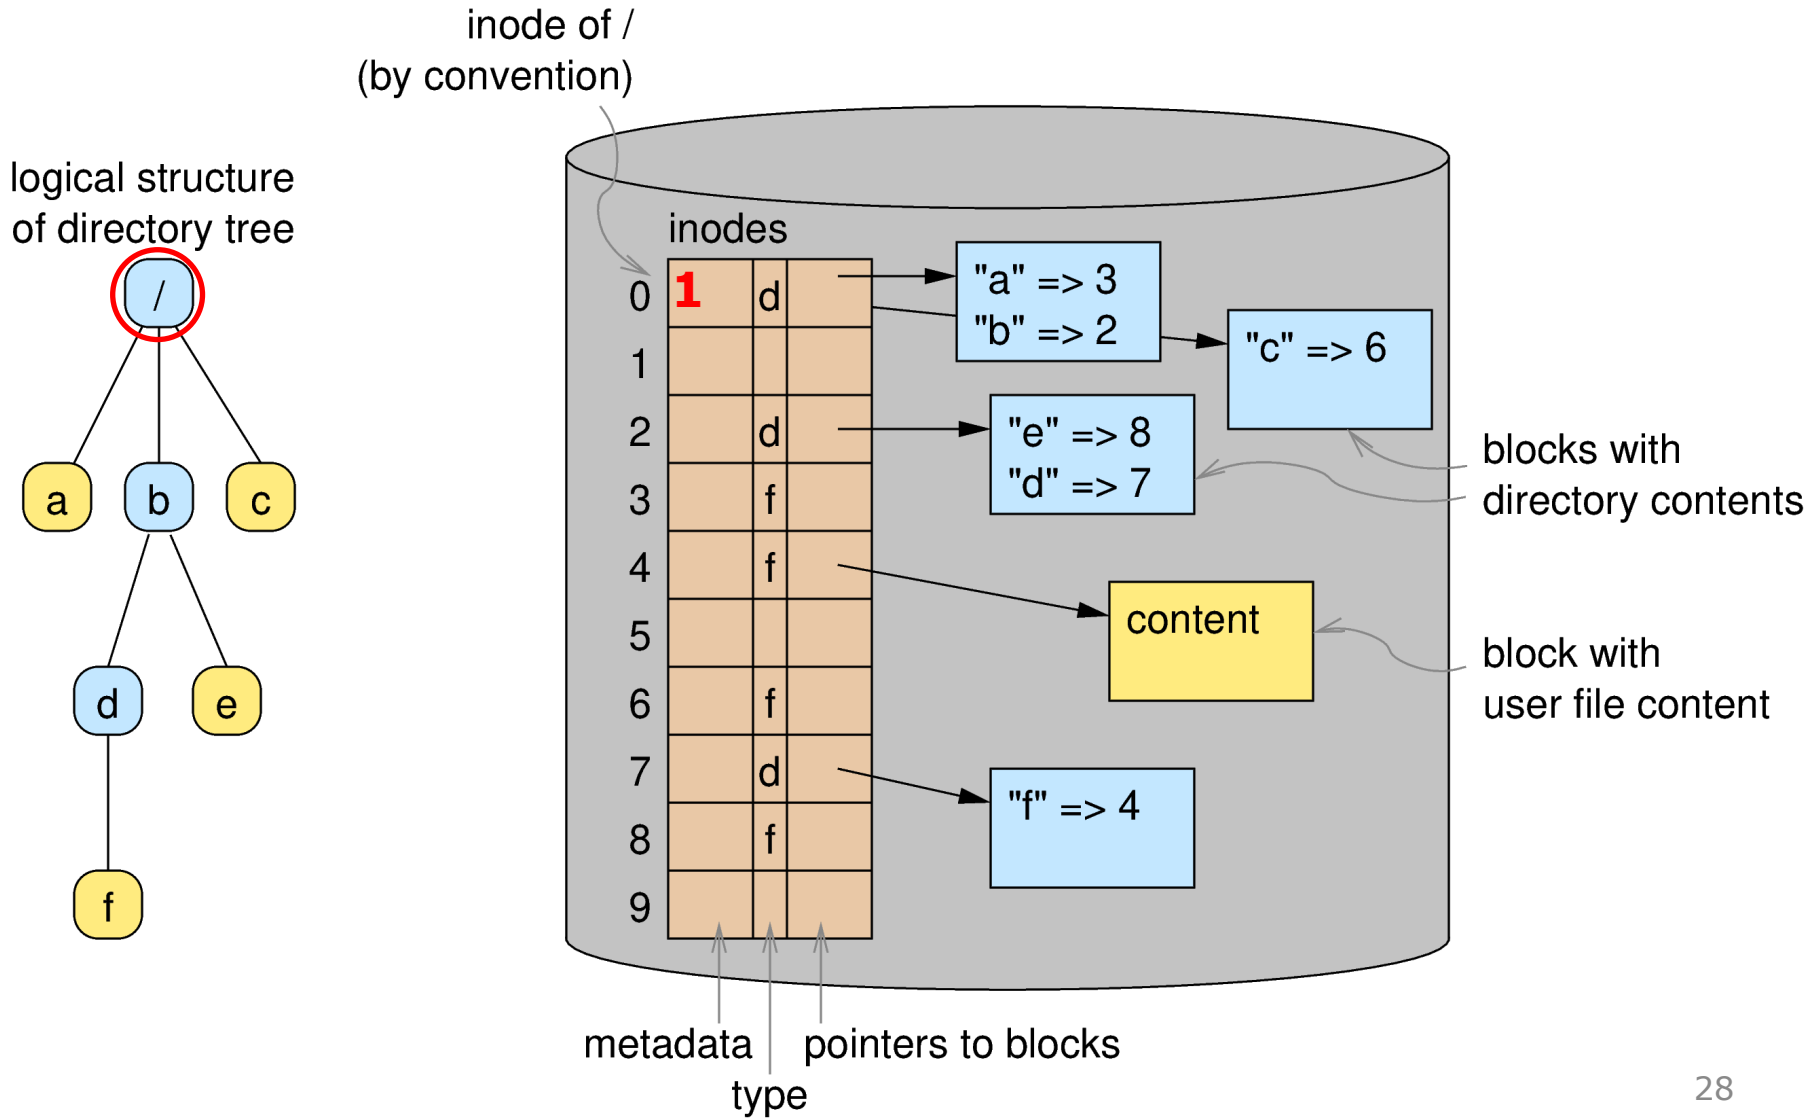 inode of /
(by convention)
logical structure
of directory tree
/
a
b
c
d
e
f
inodes
0 1 d
1
2 d
3 f
4 f
5
6 f
7 d
8 f
9
"a" => 3
"b" => 2
"c" => 6
"e" => 8
"d" => 7
content
"f" => 4
blocks with
directory contents
block with
user file content
metadata
type
pointers to blocks
28